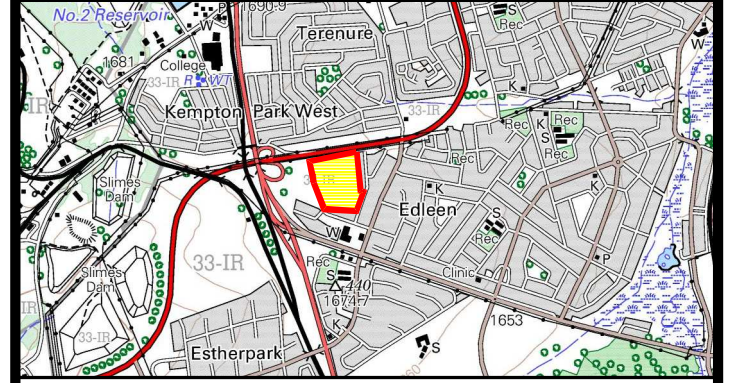 No.2 Reservoir
P
W
1690.9
Terenure
S
Rec
W
1681
College
33-IR
R
WT
Kempton Park West
33-IR
IR
Rec
K
S
Rec
Rec
Rec
K
Slimes
Dam
K
K
Edleen
S
Rec
W
33-IR
Rec
S
440
1674.7
Clinic
P
Slimes
Dam
IR
33-IR
K
1653
S
Estherpark